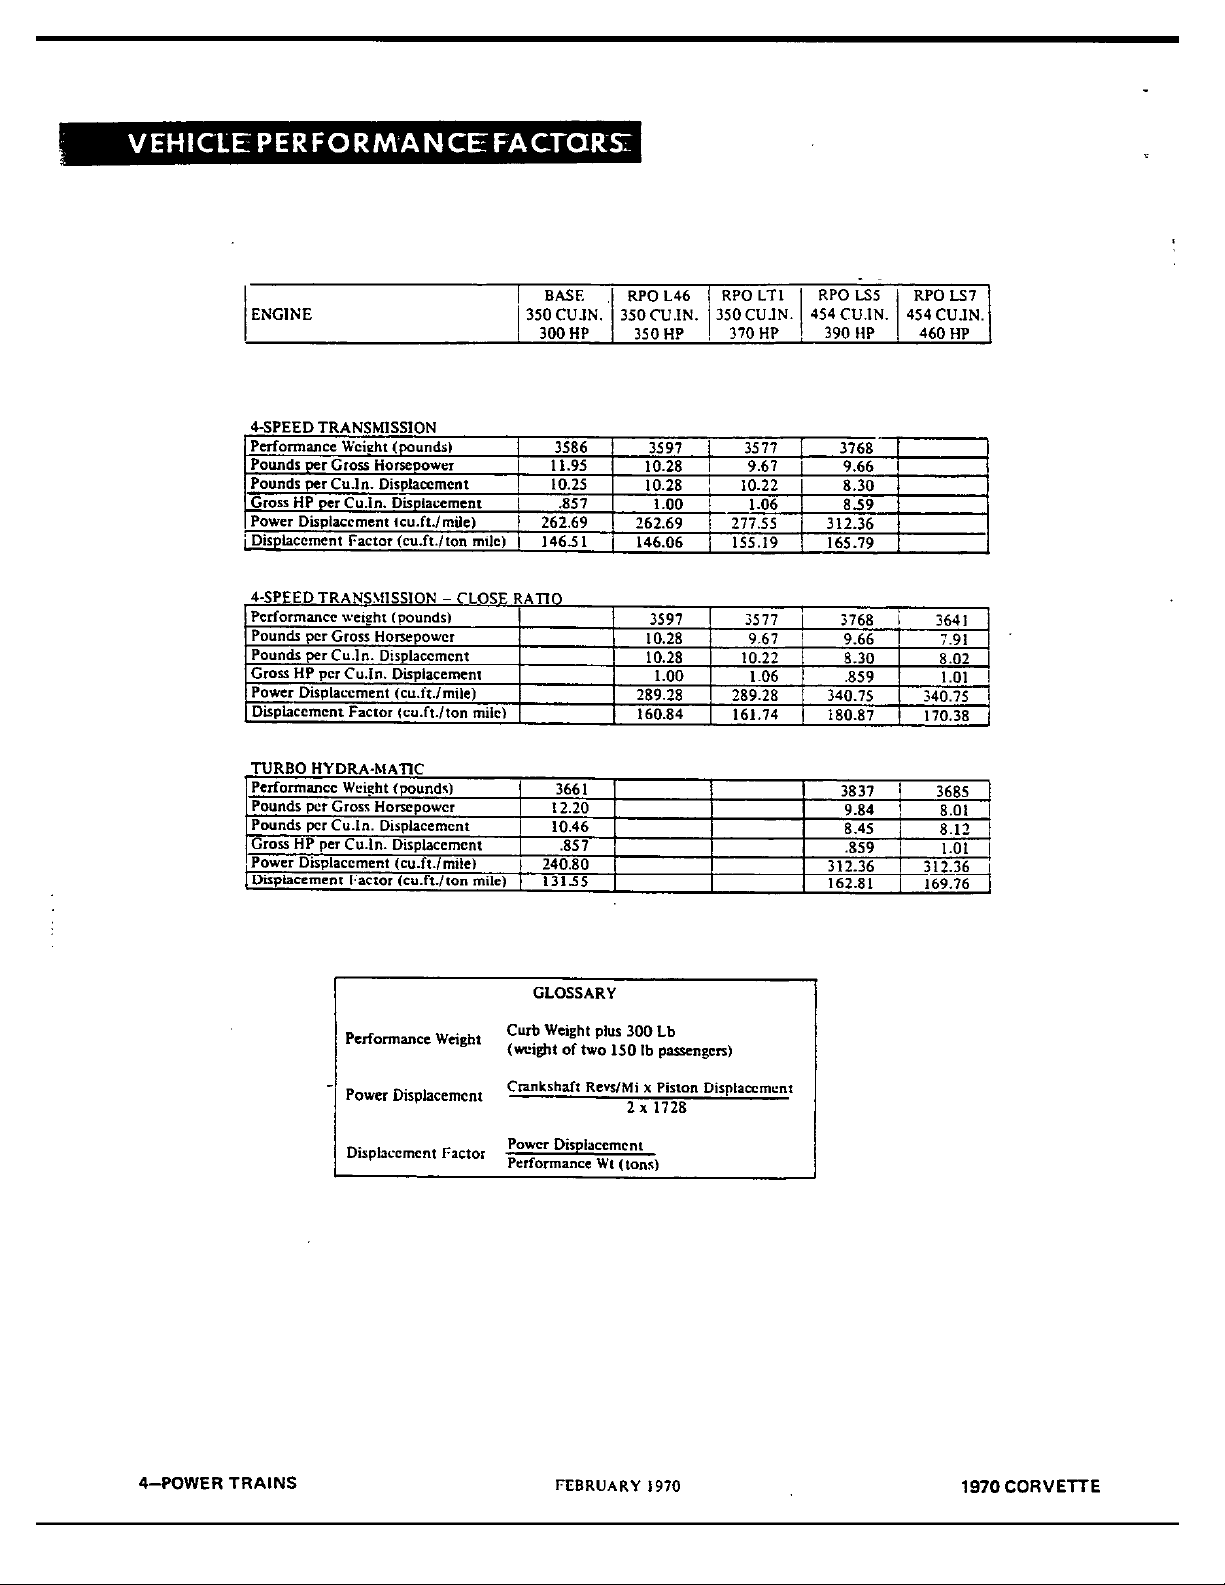 VEHICLE PERFORMANCE FACTORS
ENGINE
BASE 350 CU.IN. 300 HP
RPO L46 350 CU.IN. 350 HP
RPO LT1 350 CU.IN. 370 HP
RPO LS5 454 CU.IN. 390 HP
RPO LS7 454 CU.IN. 460 HP
4-SPEED TRANSMISSION
Performance Weight (pounds) 3586 3597 3577 3768
Pounds per Gross Horsepower 11.95 10.28 9.67 9.66
Pounds per Cu.In. Displacement 10.25 10.28 10.22 8.30
Gross HP per Cu.In. Displacement .857 1.00 1.06 8.59
Power Displacement (cu.ft./mile) 262.69 262.69 277.55 312.36
Displacement Factor (cu.ft./ton mile) 146.51 146.06 155.19 165.79
4-SPEED TRANSMISSION – CLOSE RATIO
Performance weight (pounds) 3597 3577 3768 3641
Pounds per Gross Horsepower 10.28 9.67 9.66 7.91
Pounds per Cu.In. Displacement 10.28 10.22 8.30 8.02
Gross HP per Cu.In. Displacement 1.00 1.06 .859 1.01
Power Displacement (cu.ft./mile) 289.28 289.28 340.75 340.75
Displacement Factor (cu.ft./ton mile) 160.84 161.74 180.87 170.38
TURBO HYDRA-MATIC
Performance Weight (pounds) 3661 3837 3685
Pounds per Gross Horsepower 12.20 9.84 8.01
Pounds per Cu.In. Displacement 10.46 8.45 8.12
Gross HP per Cu.In. Displacement .857 .859 1.01
Power Displacement (cu.ft./mile) 240.80 312.36 312.36
Displacement Factor (cu.ft./ton mile) 131.55 162.81 169.76
GLOSSARY
Performance Weight Curb Weight plus 300 Lb
(weight of two 150 lb passengers)
Power Displacement Crankshaft Revs/Mi x Piston Displacement
2 x 1728
Displacement Factor Power Displacement
Performance Wt (tons)
4–POWER TRAINS FEBRUARY 1970 1970 CORVETTE